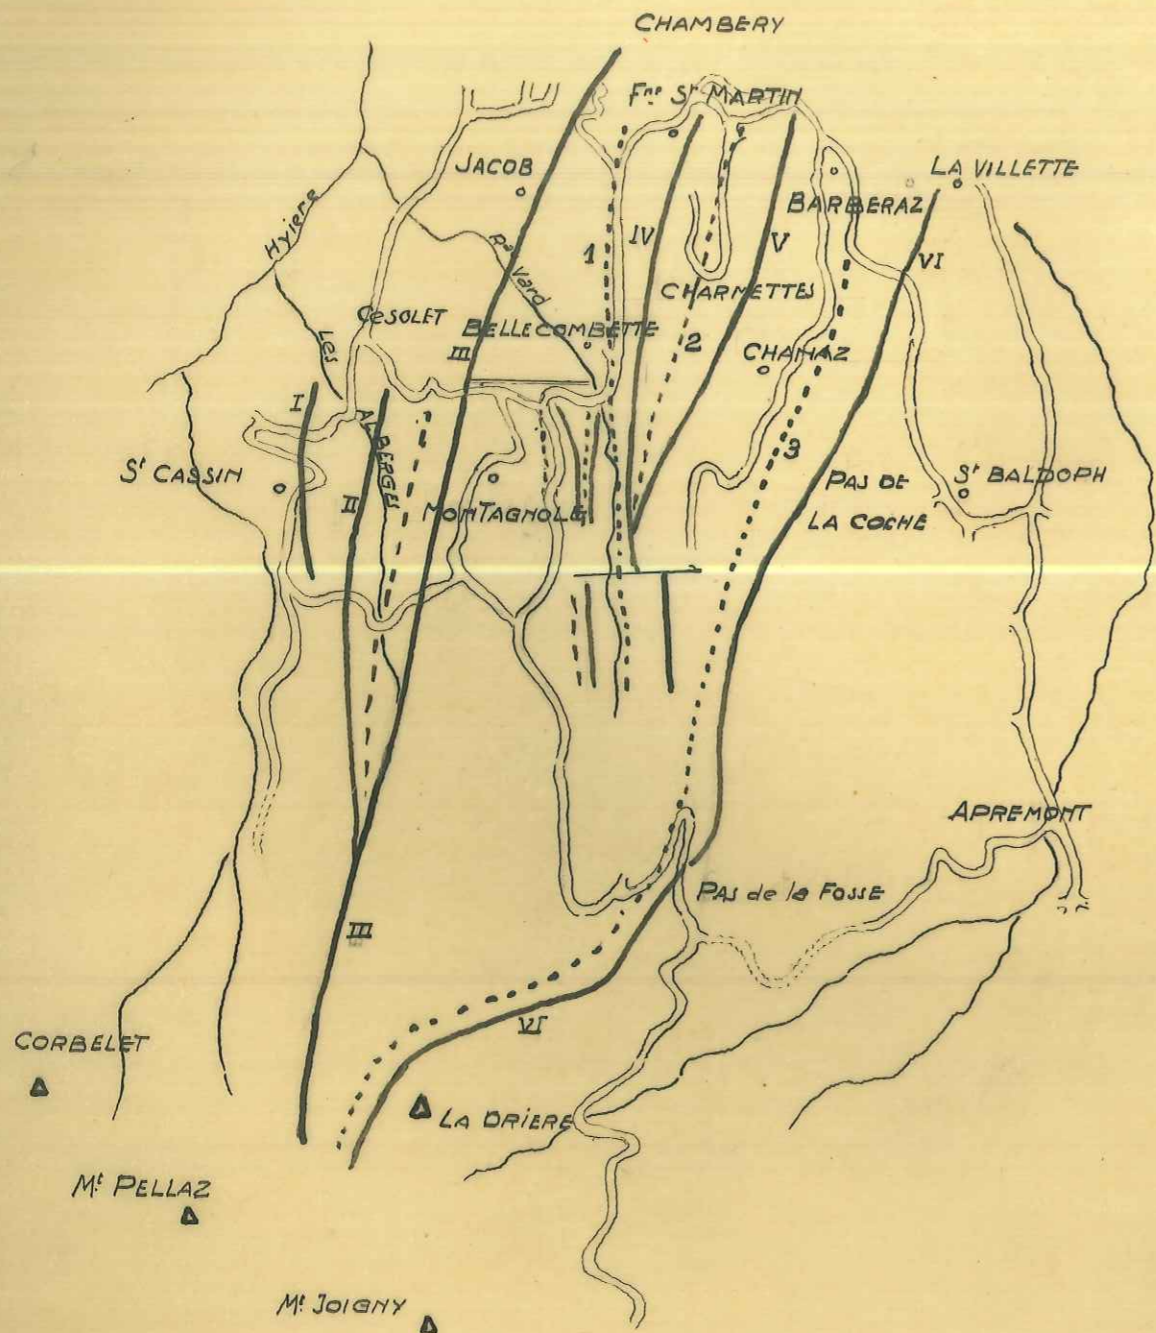 CHAMBERY
Fne St MARTIN
JACOB
LA VILLETTE
BARBERAZ
Hyiere
Rau Vard
1
IV
V
VI
CHARMETTES
Les
CeSOLET
BELLECOMBETTE
III
2
CHAMAZ
I
ALBERGES
3
St CASSIN
II
MONTAGNOLE
PAS DE
LA COCHE
St BALDOPH
APREMONT
PAS de la FOSSE
III
VI
CORBELET
LA DRIERE
Mt PELLAZ
Mt JOIGNY